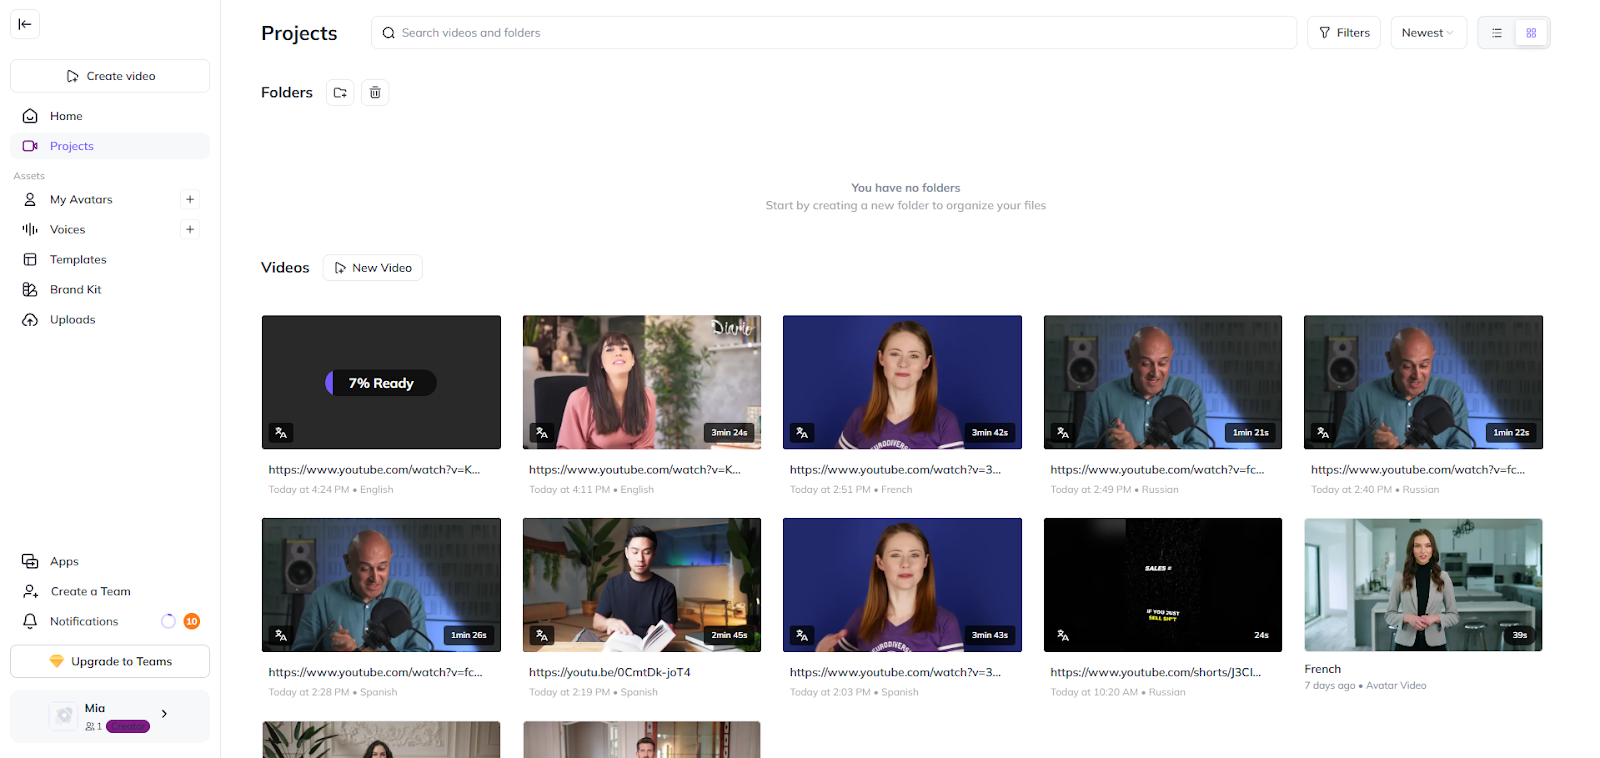 Projects
Search videos and folders
Filters
Newest
Create video
Home
Projects
Assets
My Avatars
Voices
Templates
Brand Kit
Uploads
Apps
Create a Team
Notifications
10
Upgrade to Teams
Mia
1 Creator
Folders
You have no folders
Start by creating a new folder to organize your files
Videos
New Video
7% Ready
https://www.youtube.com/watch?v=K...
Today at 4:24 PM • English
Diario
3min 24s
https://www.youtube.com/watch?v=K...
Today at 4:11 PM • English
3min 42s
https://www.youtube.com/watch?v=3...
Today at 2:51 PM • French
1min 21s
https://www.youtube.com/watch?v=fc...
Today at 2:49 PM • Russian
1min 22s
https://www.youtube.com/watch?v=fc...
Today at 2:40 PM • Russian
1min 26s
https://www.youtube.com/watch?v=fc...
Today at 2:28 PM • Spanish
2min 45s
https://youtu.be/0CmtDk-joT4
Today at 2:19 PM • Spanish
3min 43s
https://www.youtube.com/watch?v=3...
Today at 2:03 PM • Spanish
SALES =
IF YOU JUST
SELL SH*T
24s
https://www.youtube.com/shorts/J3CI...
Today at 10:20 AM • Russian
39s
French
7 days ago • Avatar Video